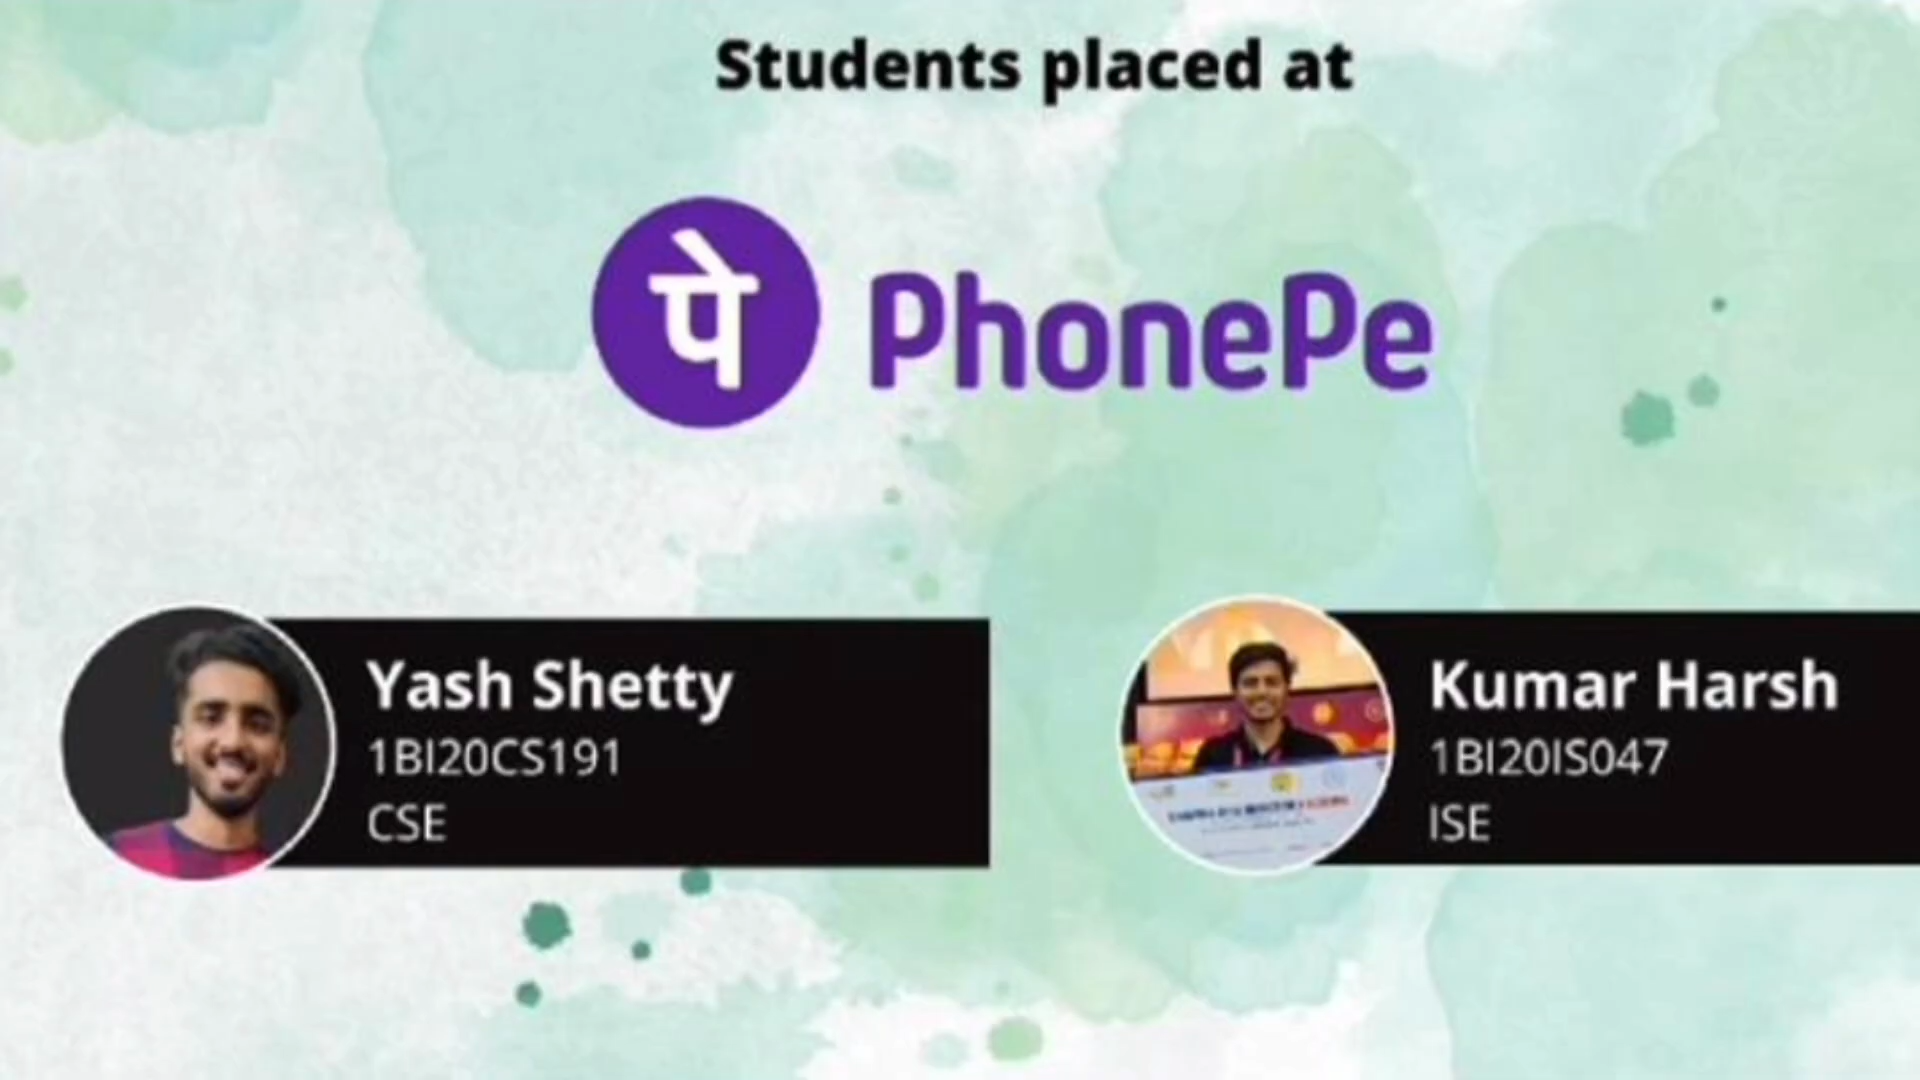 Students placed at
पे PhonePe
Yash Shetty
1BI20CS191
CSE
Kumar Harsh
1BI20IS047
ISE